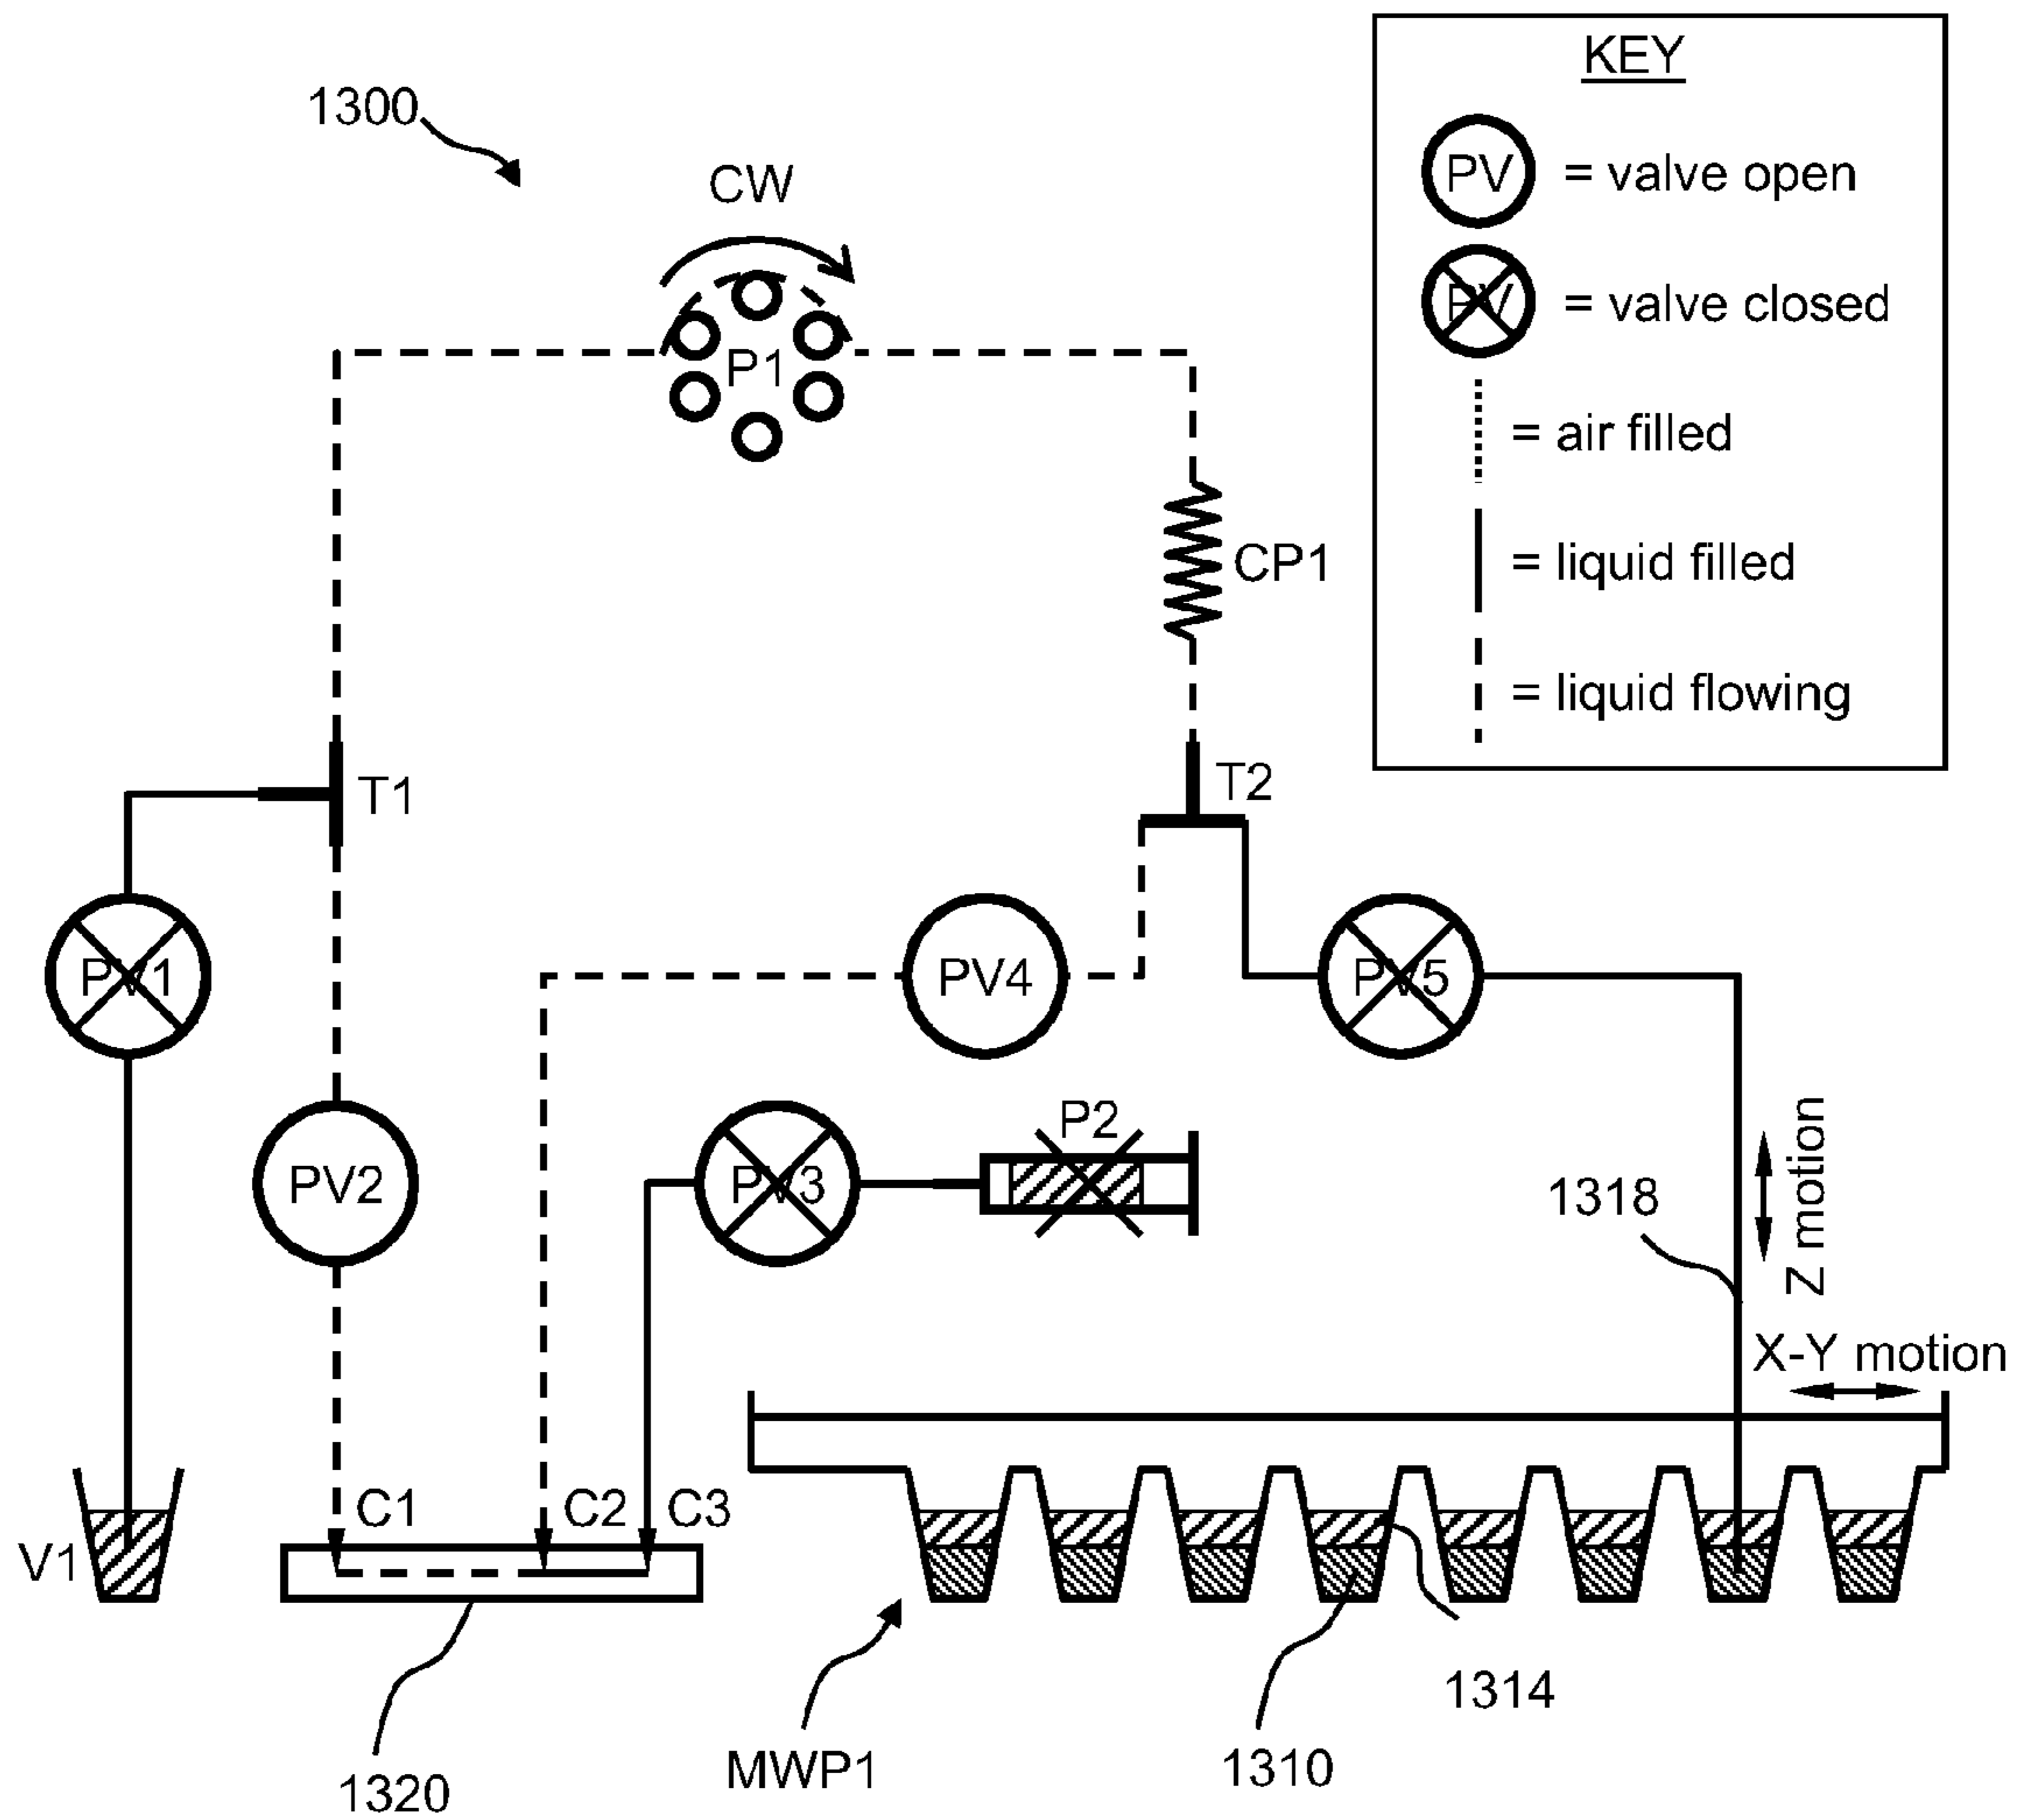 KEY
PV = valve open
PV = valve closed
= air filled
= liquid filled
= liquid flowing
1300
CW
P1
CP1
T1
T2
PV1
PV4
PV5
PV2
PV3
P2
1318
Z motion
X-Y motion
C1
C2
C3
V1
1314
MWP1
1310
1320